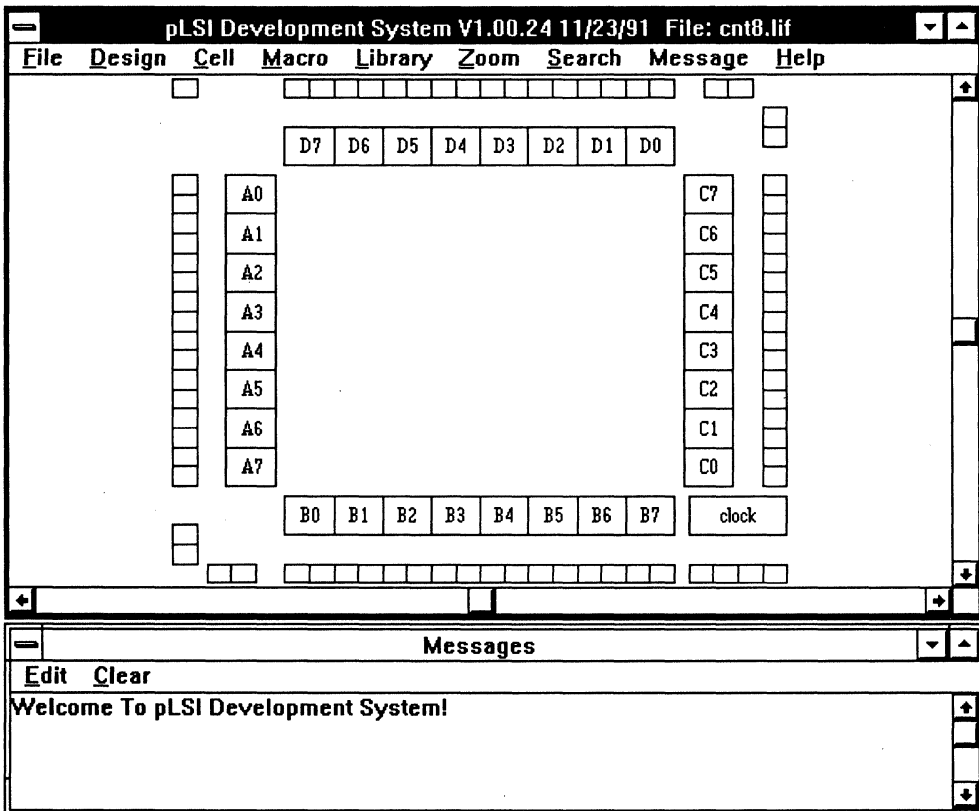 pLSI Development System V1.00.24 11/23/91 File: cnt8.lif
File Design Cell Macro Library Zoom Search Message Help
D7 D6 D5 D4 D3 D2 D1 D0
A0 C7
A1 C6
A2 C5
A3 C4
A4 C3
A5 C2
A6 C1
A7 C0
B0 B1 B2 B3 B4 B5 B6 B7 clock
Messages
Edit Clear
Welcome To pLSI Development System!